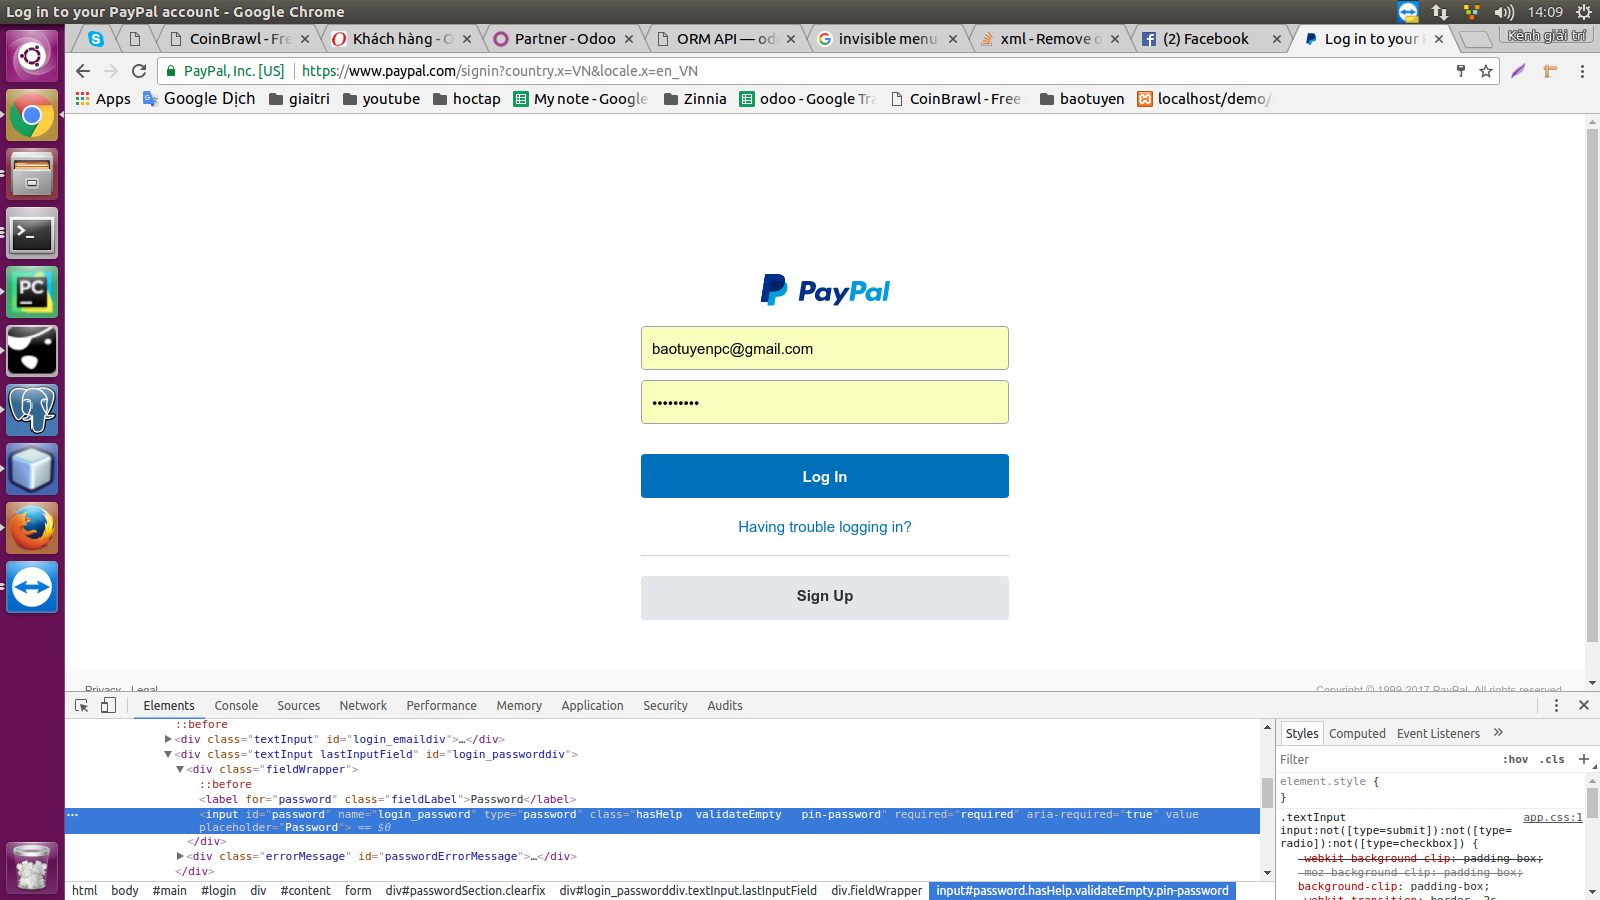 Log in to your PayPal account - Google Chrome
14:09
CoinBrawl - Fre
Khách hàng - O
Partner - Odoo
ORM API — od
invisible menu
xml - Remove o
(2) Facebook
Log in to your
Kênh giải trí
PayPal, Inc. [US]
https://www.paypal.com/signin?country.x=VN&locale.x=en_VN
Apps
Google Dịch
giaitri
youtube
hoctap
My note - Google
Zinnia
odoo - Google Tra
CoinBrawl - Free
baotuyen
localhost/demo/
PayPal
baotuyenpc@gmail.com
•••••••••
Log In
Having trouble logging in?
Sign Up
Privacy Legal
Copyright © 1999-2017 PayPal. All rights reserved.
Elements Console Sources Network Performance Memory Application Security Audits
::before
<div class="textInput" id="login_emaildiv">…</div>
<div class="textInput lastInputField" id="login_passworddiv">
<div class="fieldWrapper">
::before
<label for="password" class="fieldLabel">Password</label>
<input id="password" name="login_password" type="password" class="hasHelp validateEmpty pin-password" required="required" aria-required="true" value
placeholder="Password"> == $0
</div>
<div class="errorMessage" id="passwordErrorMessage">…</div>
</div>
html body #main #login div #content form div#passwordSection.clearfix div#login_passworddiv.textInput.lastInputField div.fieldWrapper input#password.hasHelp.validateEmpty.pin-password
Styles Computed Event Listeners »
Filter
:hov .cls +
element.style {
}
.textInput
app.css:1
input:not([type=submit]):not([type=
radio]):not([type=checkbox]) {
-webkit-background-clip: padding-box;
-moz-background-clip: padding-box;
background-clip: padding-box;
-webkit-transition: border .2s